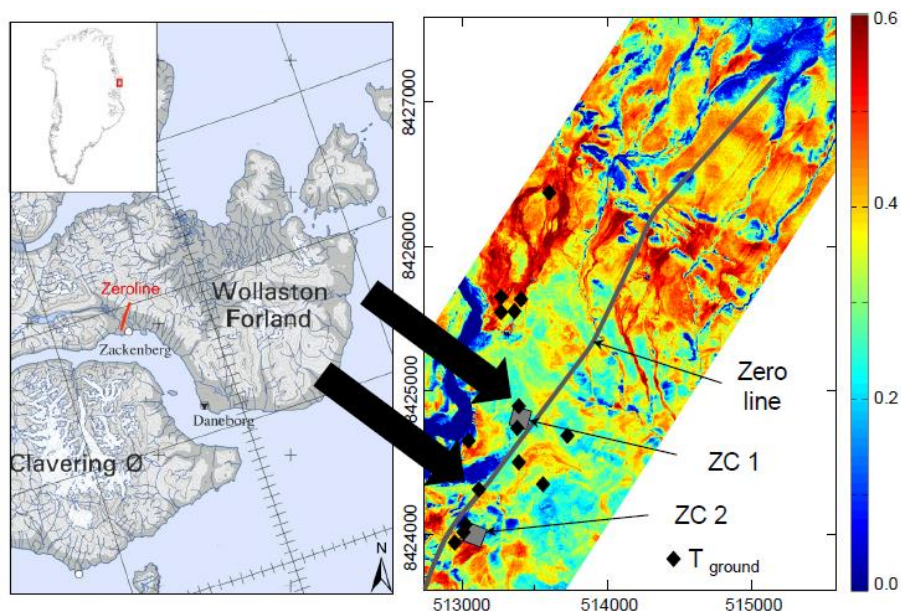 Zeroline
Wollaston
Forland
Zackenberg
Daneborg
Clavering Ø
N
8427000
8426000
8425000
8424000
513000
514000
515000
Zero
line
ZC 1
ZC 2
T ground
0.6
0.4
0.2
0.0